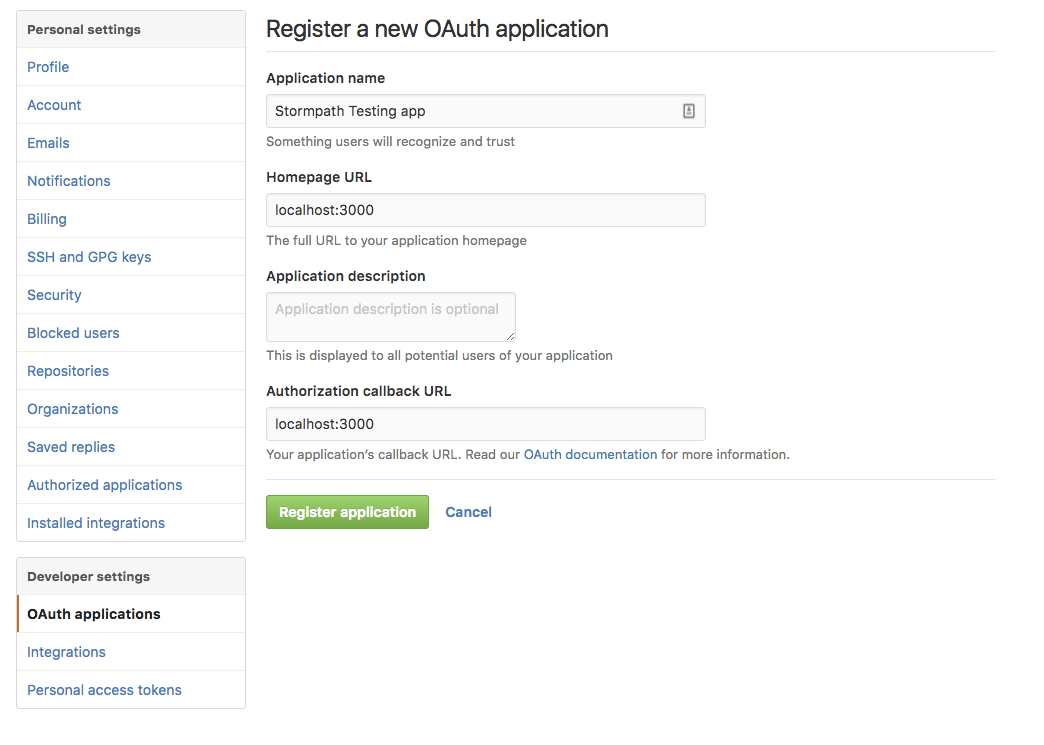 Personal settings
Profile
Account
Emails
Notifications
Billing
SSH and GPG keys
Security
Blocked users
Repositories
Organizations
Saved replies
Authorized applications
Installed integrations
Developer settings
OAuth applications
Integrations
Personal access tokens
Register a new OAuth application
Application name
Stormpath Testing app
Something users will recognize and trust
Homepage URL
localhost:3000
The full URL to your application homepage
Application description
Application description is optional
This is displayed to all potential users of your application
Authorization callback URL
localhost:3000
Your application’s callback URL. Read our OAuth documentation for more information.
Register application Cancel